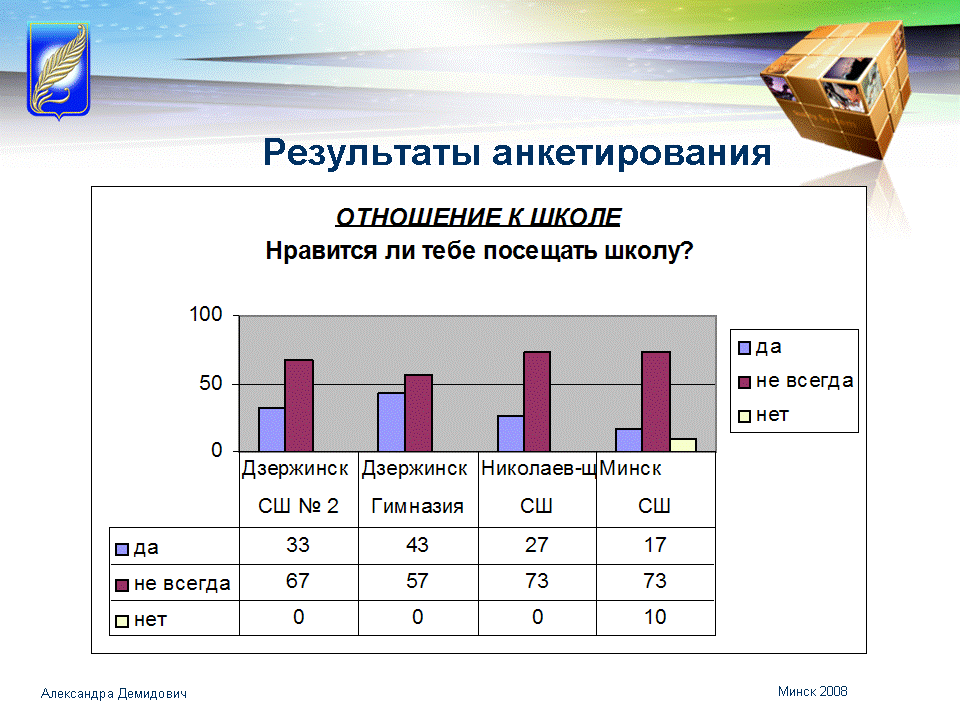 Результаты анкетирования
ОТНОШЕНИЕ К ШКОЛЕ
Нравится ли тебе посещать школу?
100
50
0
да
не всегда
нет
Дзержинск Дзержинск Николаев-щ Минск
СШ № 2 Гимназия СШ СШ
да 33 43 27 17
не всегда 67 57 73 73
нет 0 0 0 10
Александра Демидович
Минск 2008